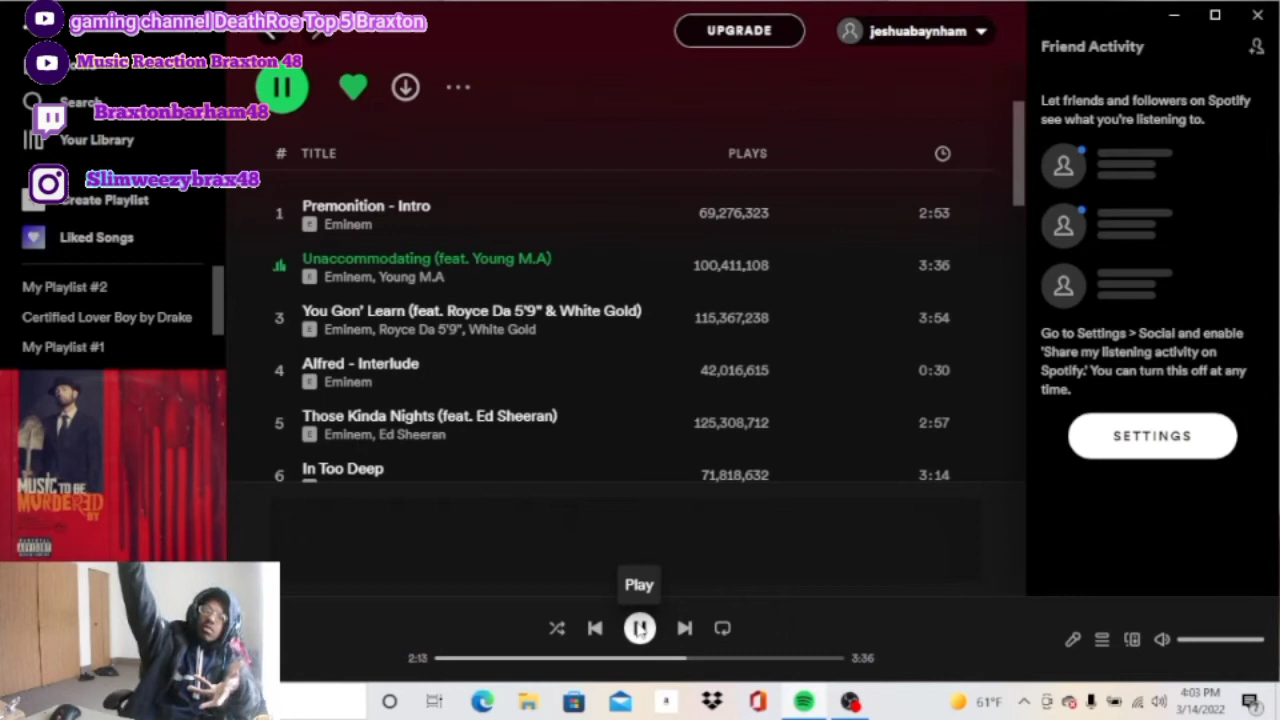 gaming channel DeathRoe Top 5 Braxton
Music Reaction Braxton 48
Search
Braxtonbarham48
Your Library
Slimweezybrax48
Create Playlist
Liked Songs
My Playlist #2
Certified Lover Boy by Drake
My Playlist #1
MUSIC TO BE
MURDERED
BY
UPGRADE
jeshuabaynham
# TITLE PLAYS
1 Premonition - Intro 69,276,323 2:53
E Eminem
Unaccommodating (feat. Young M.A) 100,411,108 3:36
E Eminem, Young M.A
3 You Gon' Learn (feat. Royce Da 5'9" & White Gold) 115,367,238 3:54
E Eminem, Royce Da 5'9", White Gold
4 Alfred - Interlude 42,016,615 0:30
E Eminem
5 Those Kinda Nights (feat. Ed Sheeran) 125,308,712 2:57
E Eminem, Ed Sheeran
6 In Too Deep 71,818,632 3:14
Friend Activity
Let friends and followers on Spotify
see what you're listening to.
Go to Settings > Social and enable
'Share my listening activity on
Spotify.' You can turn this off at any
time.
SETTINGS
Play
2:13 3:36
61°F
4:03 PM
3/14/2022